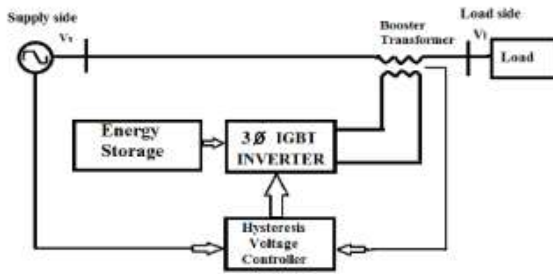 Supply side
Vs
Booster
Transformer
Load side
Vl
Load
Energy
Storage
3Ø IGBT
INVERTER
Hysteresis
Voltage
Controller